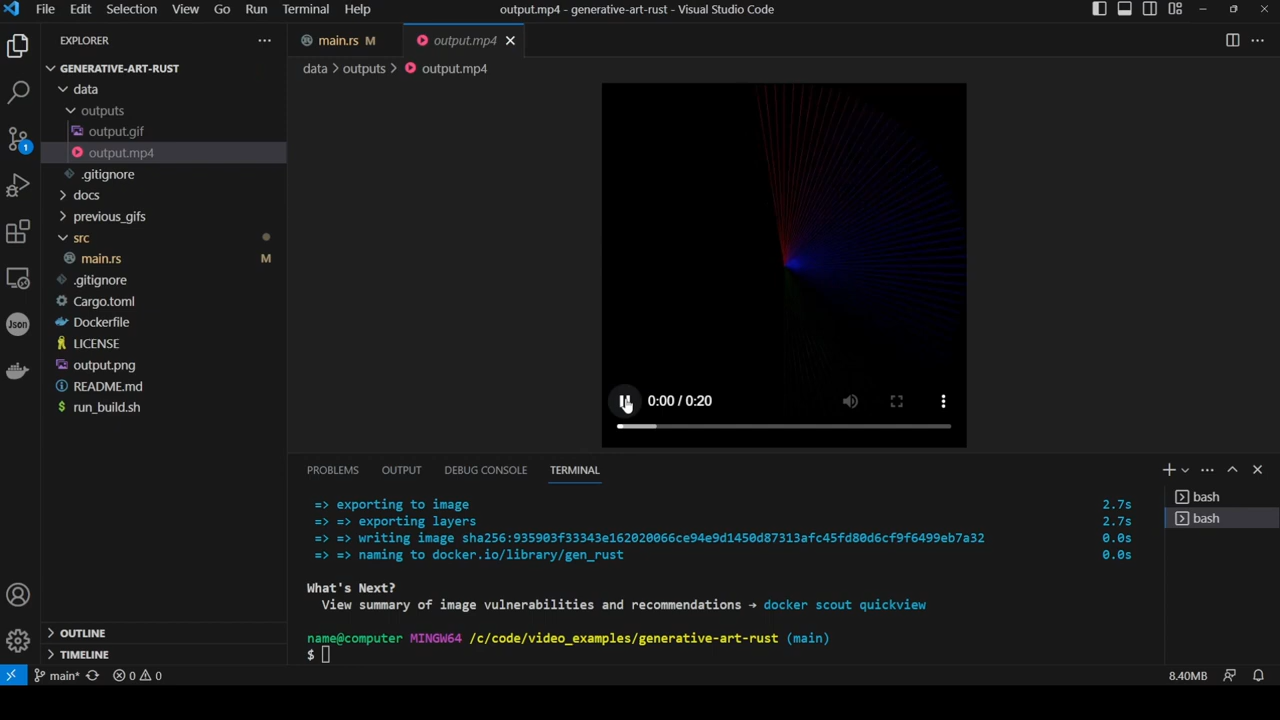 File Edit Selection View Go Run Terminal Help
output.mp4 - generative-art-rust - Visual Studio Code
EXPLORER
GENERATIVE-ART-RUST
data
outputs
output.gif
output.mp4
.gitignore
docs
previous_gifs
src
main.rs M
.gitignore
Cargo.toml
Dockerfile
LICENSE
output.png
README.md
run_build.sh
OUTLINE
TIMELINE
1
Json
main.rs M
output.mp4
data > outputs > output.mp4
0:00 / 0:20
PROBLEMS OUTPUT DEBUG CONSOLE TERMINAL
=> exporting to image 2.7s
=> => exporting layers 2.7s
=> => writing image sha256:935903f33343e162020066ce94e9d1450d87313afc45fd80d6cf9f6499eb7a32 0.0s
=> => naming to docker.io/library/gen_rust 0.0s
What's Next?
View summary of image vulnerabilities and recommendations → docker scout quickview
name@computer MINGW64 /c/code/video_examples/generative-art-rust (main)
$
bash
bash
main* 0 0 8.40MB